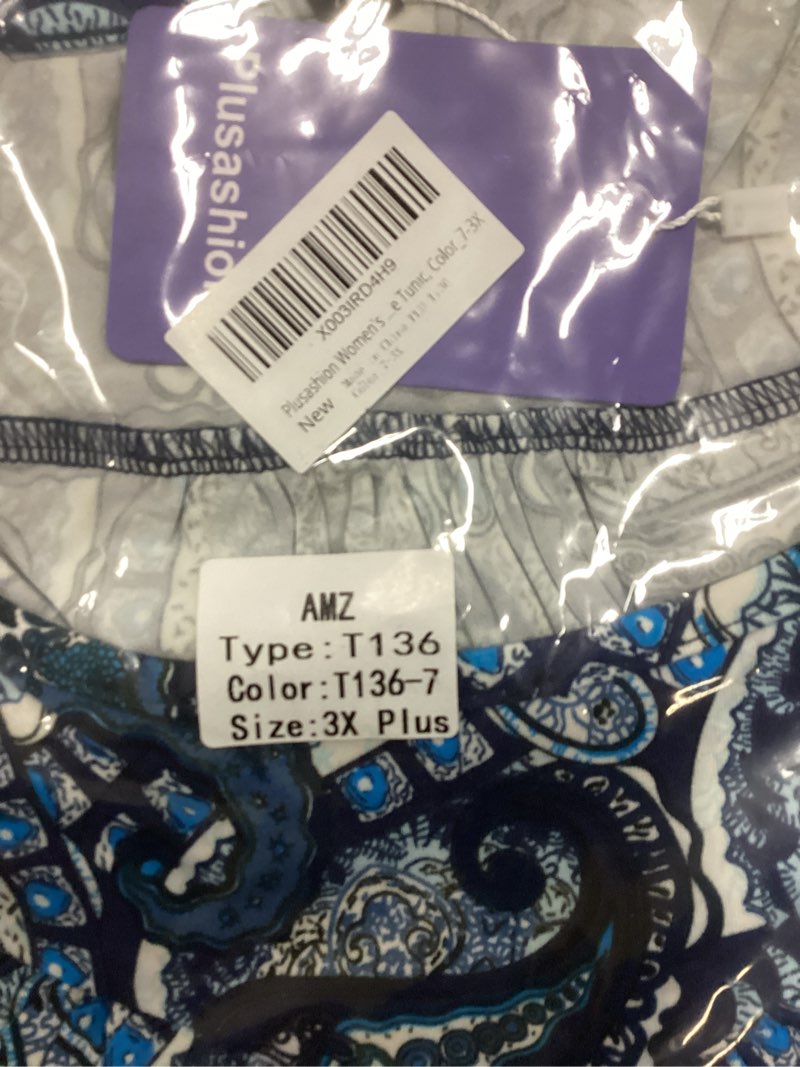 Plusashion
X003IRD4H9
Plusashion Women's ...e Tunic, Color_7-3X
New
AMZ
Type:T136
Color:T136-7
Size:3X Plus